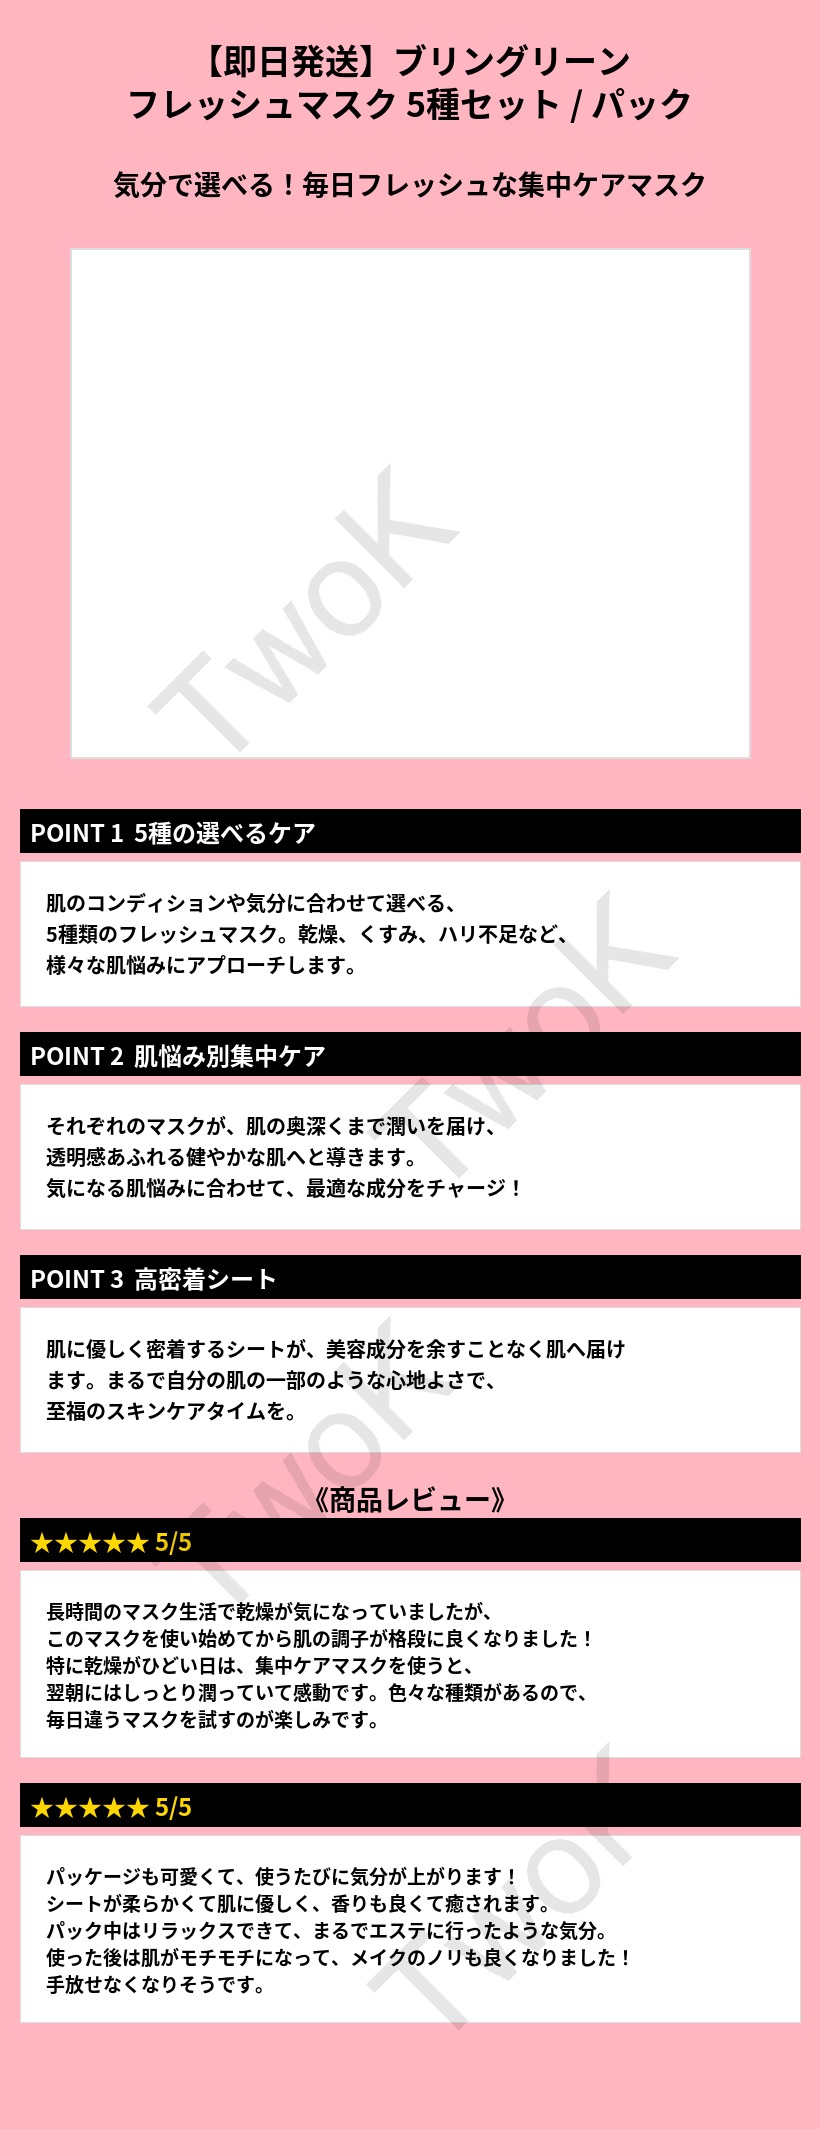 【即日発送】ブリングリーン
フレッシュマスク 5種セット / パック
気分で選べる！毎日フレッシュな集中ケアマスク
TwoK
POINT 1 5種の選べるケア
肌のコンディションや気分に合わせて選べる、
5種類のフレッシュマスク。乾燥、くすみ、ハリ不足など、
様々な肌悩みにアプローチします。
TwoK
POINT 2 肌悩み別集中ケア
それぞれのマスクが、肌の奥深くまで潤いを届け、
透明感あふれる健やかな肌へと導きます。
気になる肌悩みに合わせて、最適な成分をチャージ！
POINT 3 高密着シート
肌に優しく密着するシートが、美容成分を余すことなく肌へ届け
ます。まるで自分の肌の一部のような心地よさで、
至福のスキンケアタイムを。
TwoK
《商品レビュー》
★★★★★ 5/5
長時間のマスク生活で乾燥が気になっていましたが、
このマスクを使い始めてから肌の調子が格段に良くなりました！
特に乾燥がひどい日は、集中ケアマスクを使うと、
翌朝にはしっとり潤っていて感動です。色々な種類があるので、
毎日違うマスクを試すのが楽しみです。
★★★★★ 5/5
パッケージも可愛くて、使うたびに気分が上がります！
シートが柔らかくて肌に優しく、香りも良くて癒されます。
パック中はリラックスできて、まるでエステに行ったような気分。
使った後は肌がモチモチになって、メイクのノリも良くなりました！
手放せなくなりそうです。
TwoK